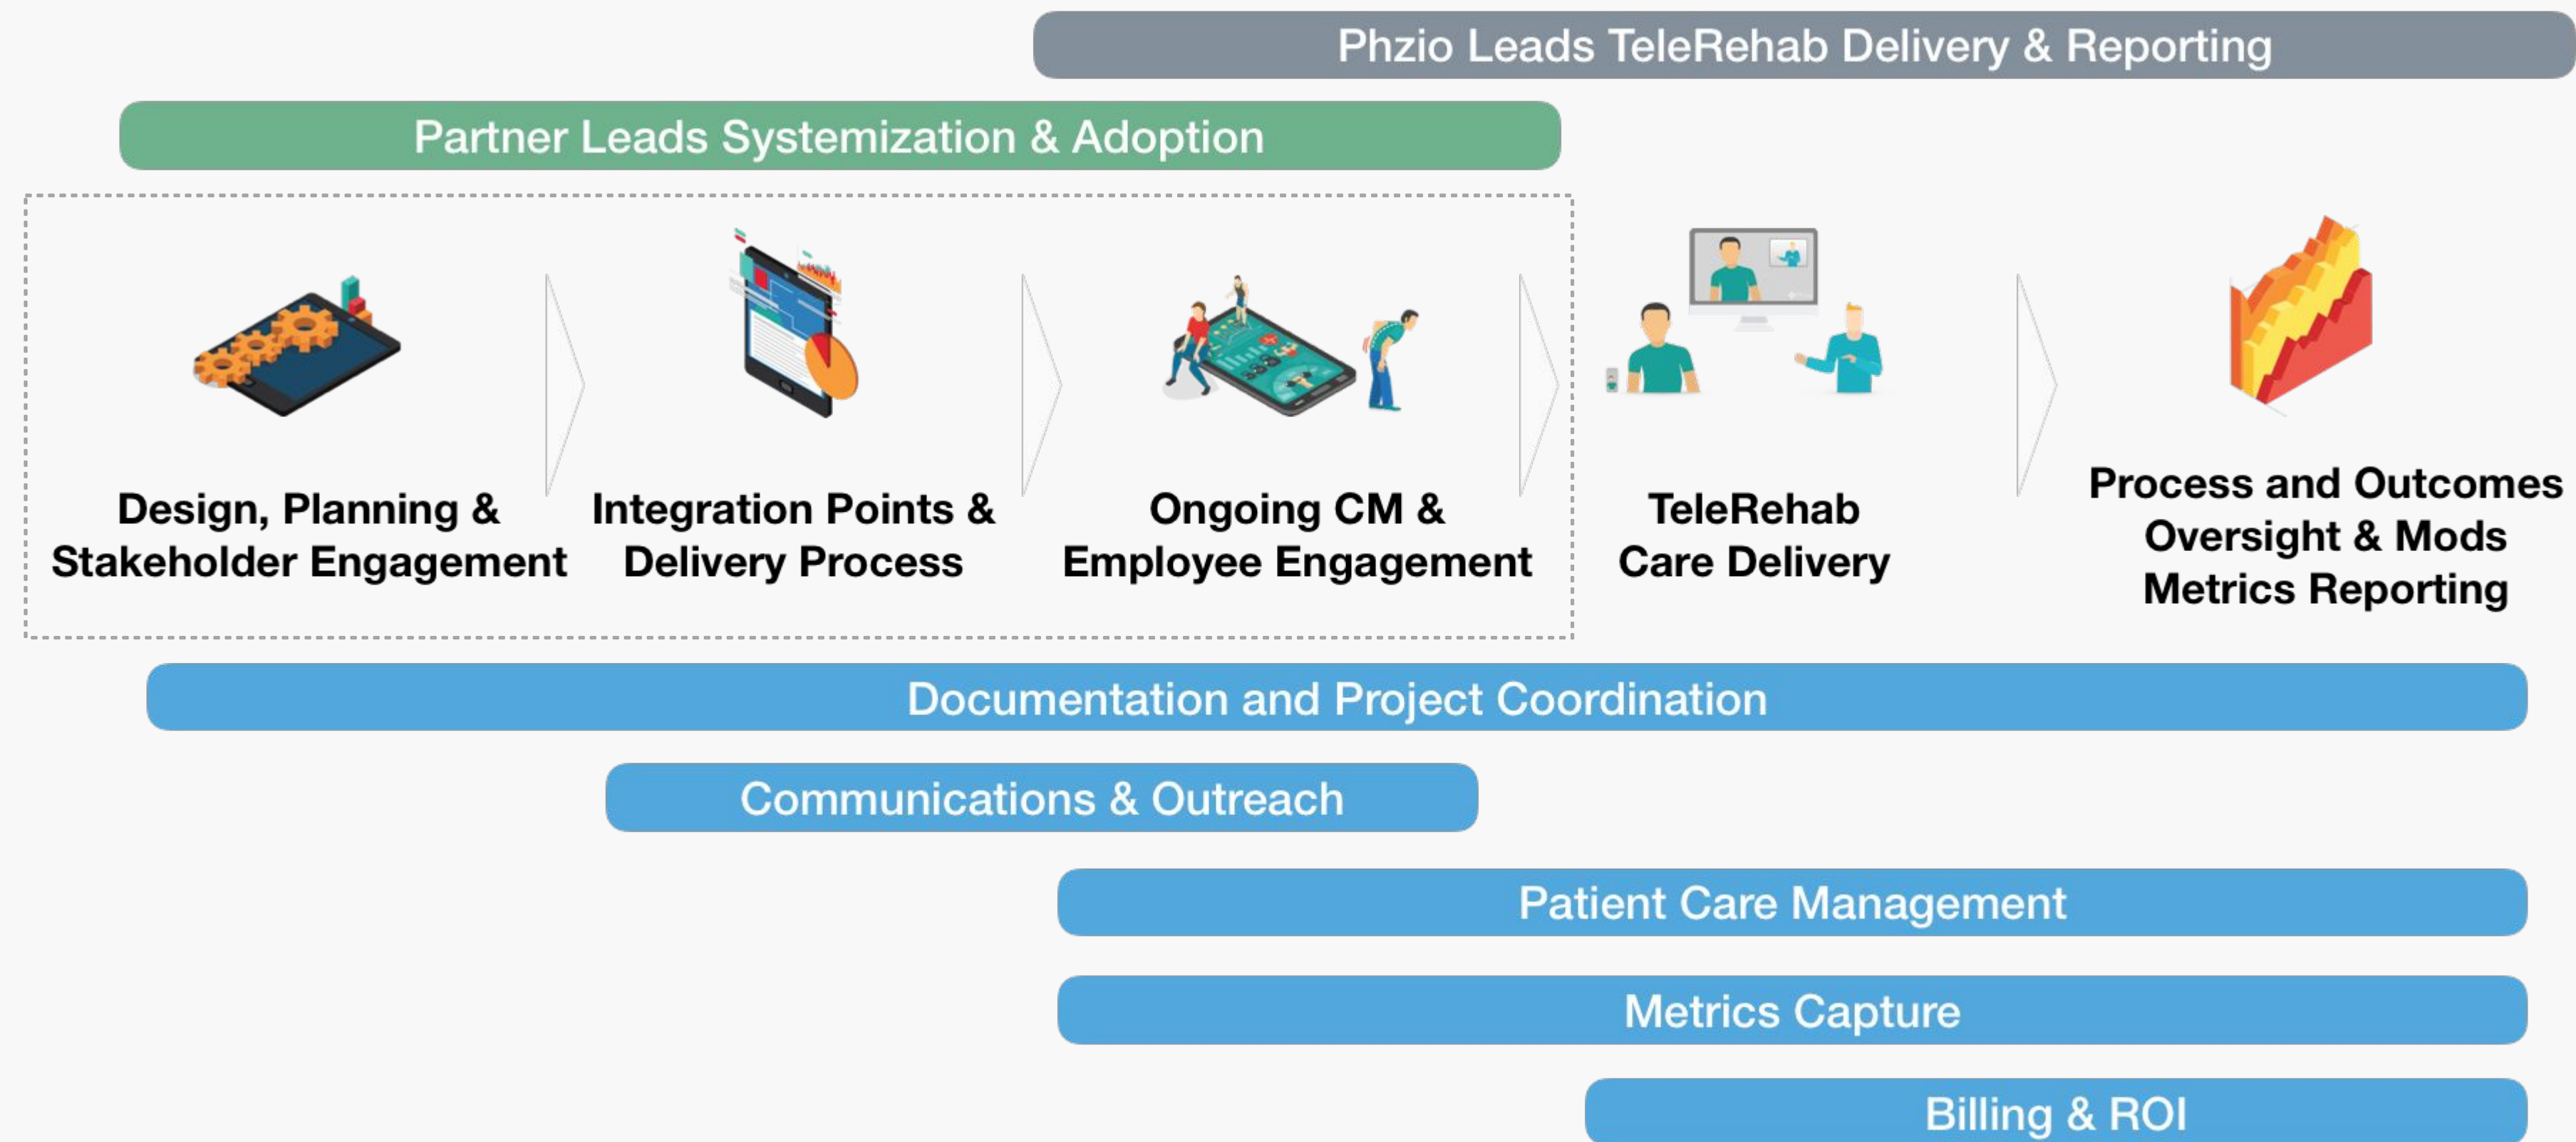 Phzio Leads TeleRehab Delivery & Reporting
Partner Leads Systemization & Adoption
Design, Planning &
Stakeholder Engagement
Integration Points &
Delivery Process
Ongoing CM &
Employee Engagement
TeleRehab
Care Delivery
Process and Outcomes
Oversight & Mods
Metrics Reporting
Documentation and Project Coordination
Communications & Outreach
Patient Care Management
Metrics Capture
Billing & ROI